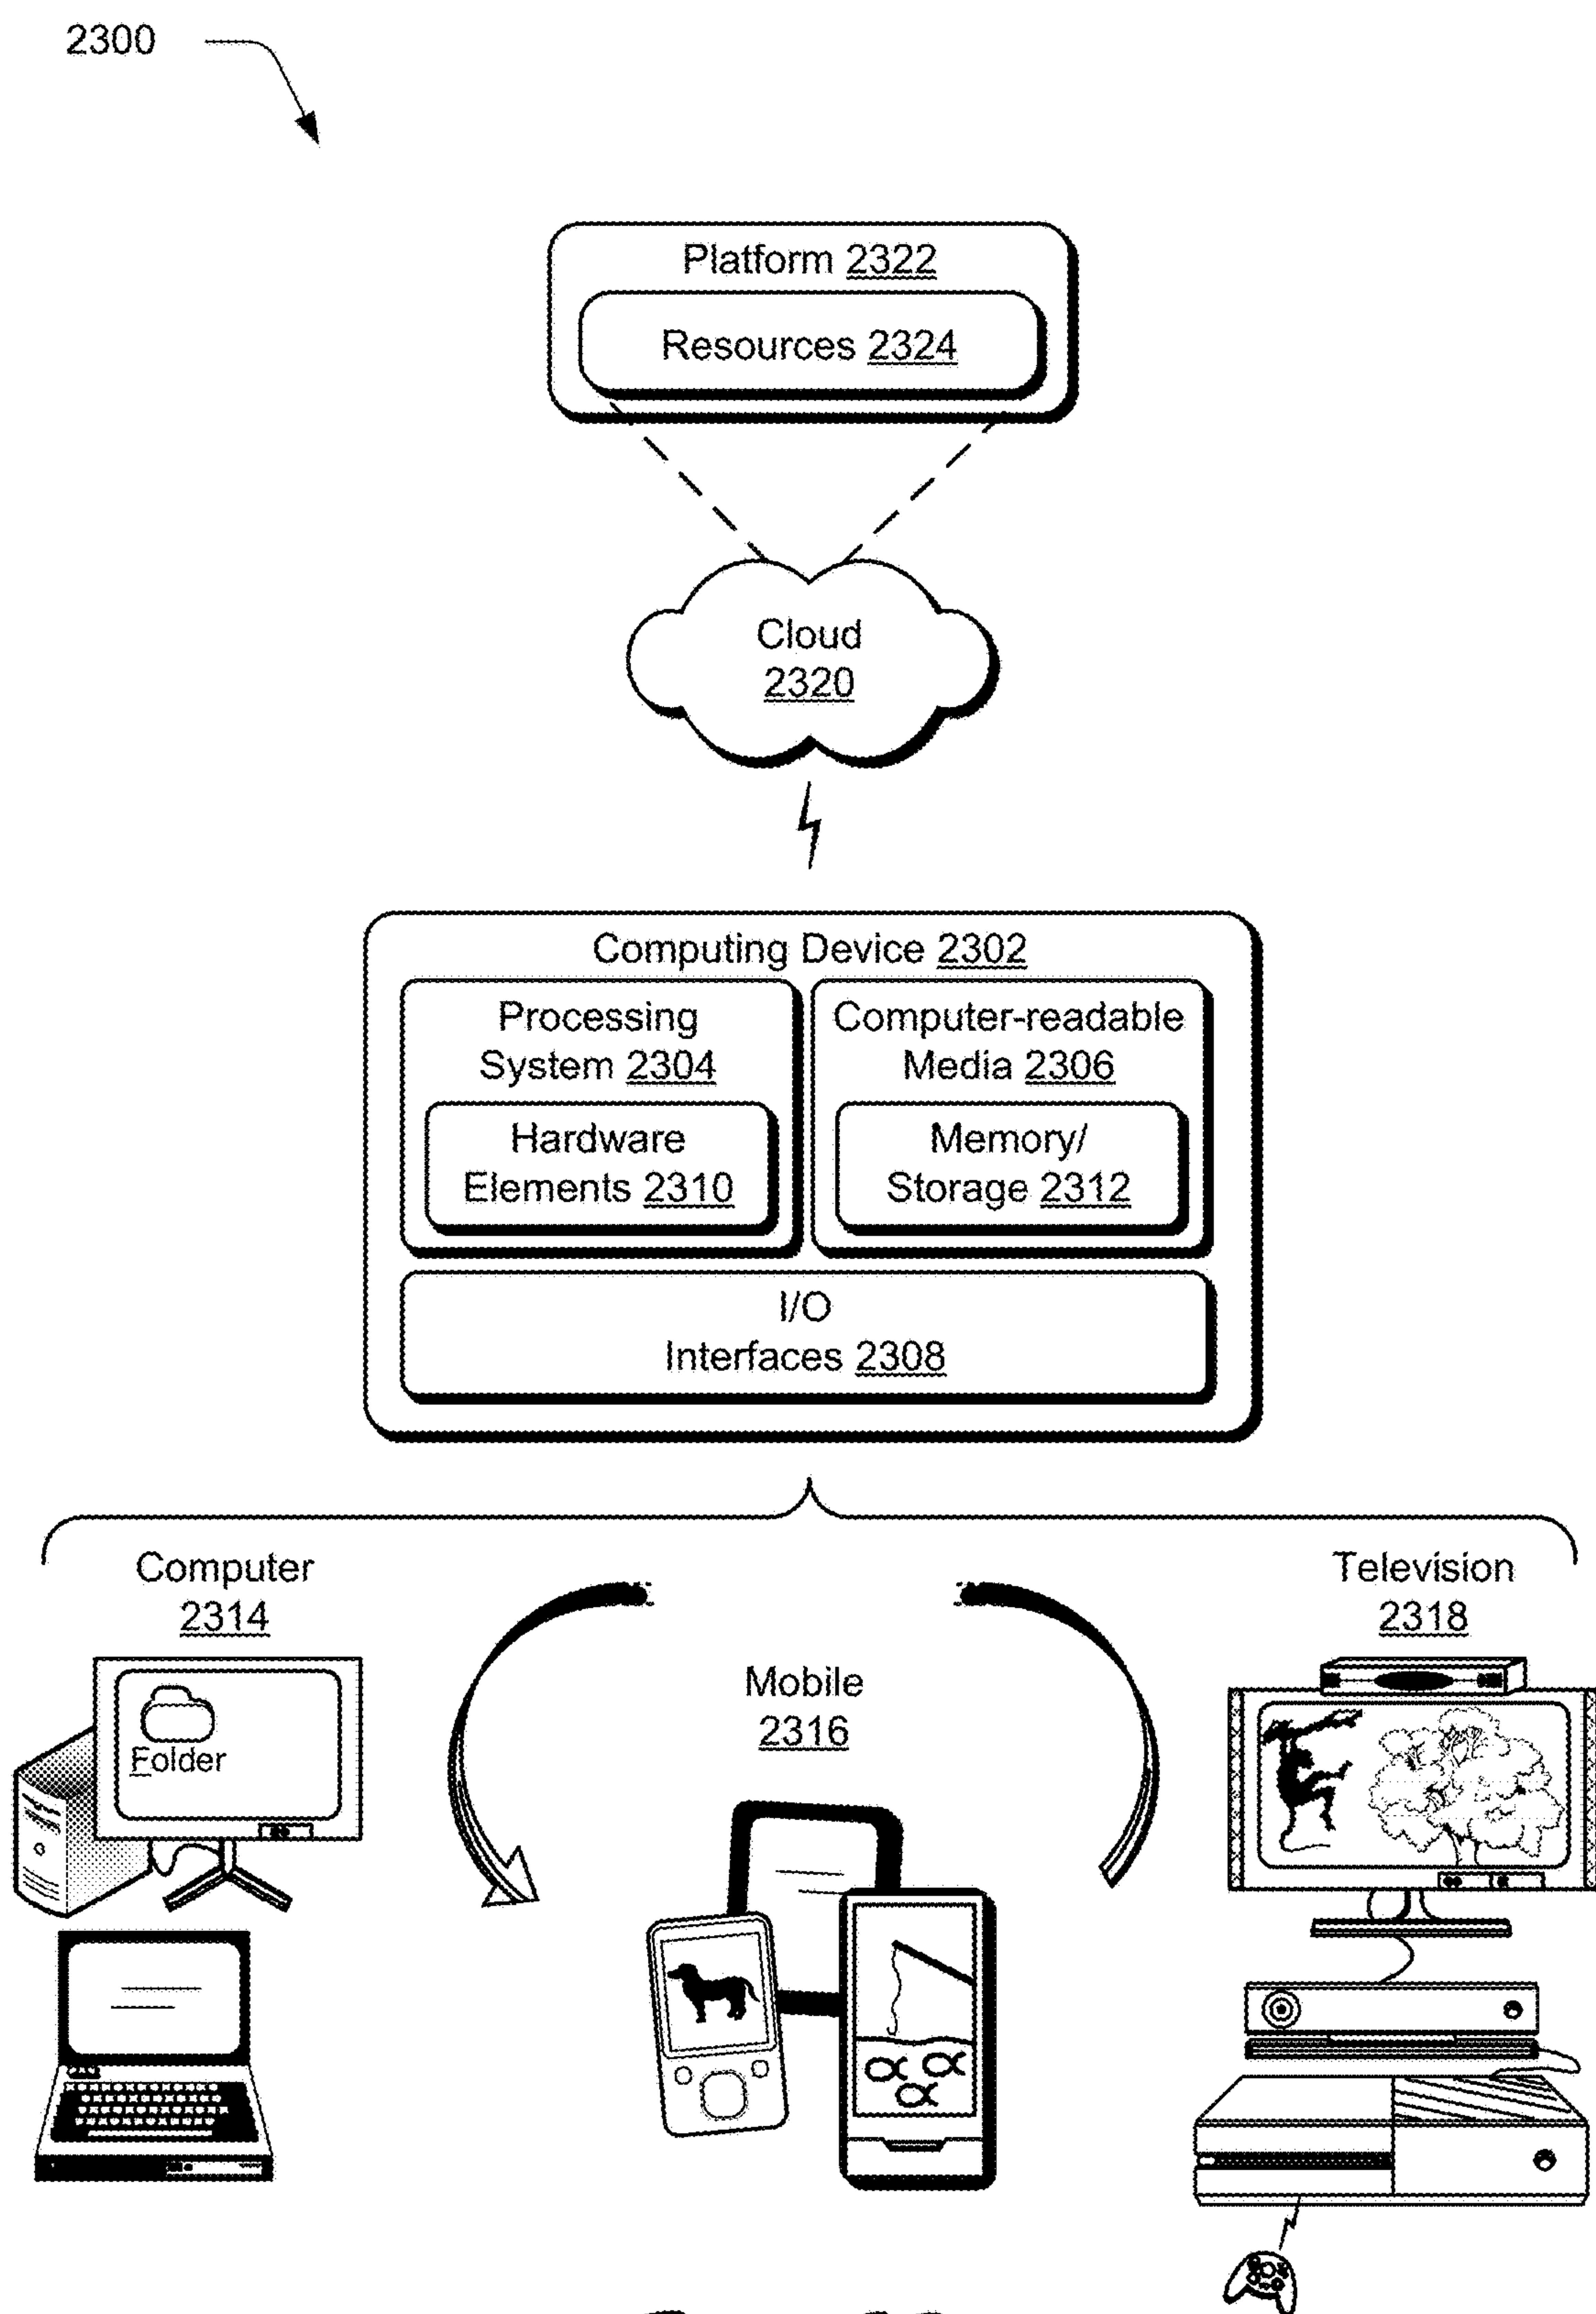 2300
Platform 2322
Resources 2324
Cloud
2320
Computing Device 2302
Processing
System 2304
Hardware
Elements 2310
Computer-readable
Media 2306
Memory/
Storage 2312
I/O
Interfaces 2308
Computer
2314
Folder
Mobile
2316
Television
2318